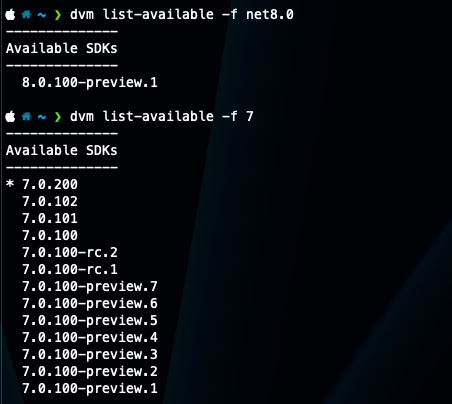 ~ ❯ dvm list-available -f net8.0
--------------
Available SDKs
--------------
  8.0.100-preview.1
~ ❯ dvm list-available -f 7
--------------
Available SDKs
--------------
* 7.0.200
  7.0.102
  7.0.101
  7.0.100
  7.0.100-rc.2
  7.0.100-rc.1
  7.0.100-preview.7
  7.0.100-preview.6
  7.0.100-preview.5
  7.0.100-preview.4
  7.0.100-preview.3
  7.0.100-preview.2
  7.0.100-preview.1